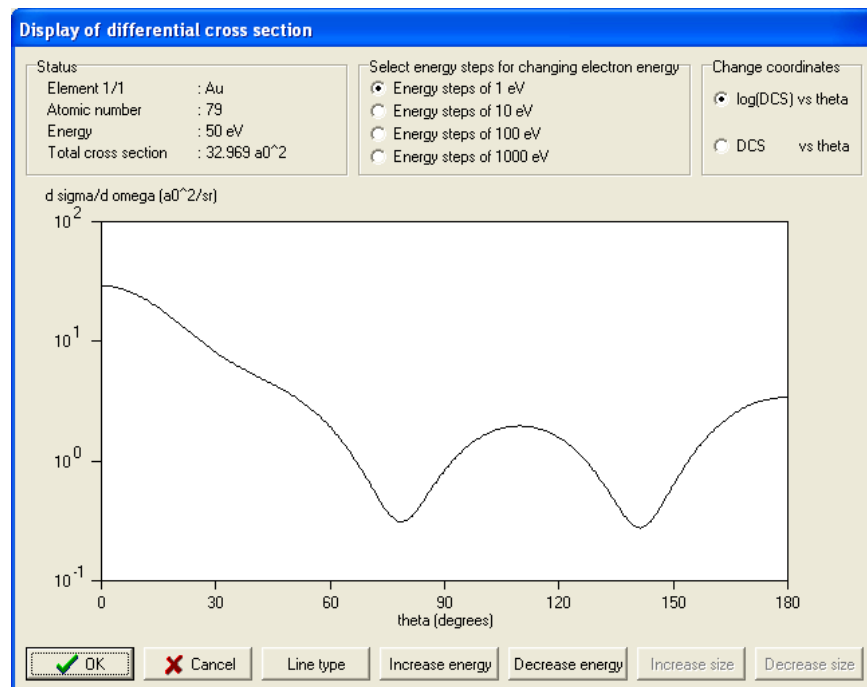 Display of differential cross section
Status
Element 1/1 : Au
Atomic number : 79
Energy : 50 eV
Total cross section : 32.969 a0^2
Select energy steps for changing electron energy
Energy steps of 1 eV
Energy steps of 10 eV
Energy steps of 100 eV
Energy steps of 1000 eV
Change coordinates
log(DCS) vs theta
DCS vs theta
d sigma/d omega (a0^2/sr)
10^2
10^1
10^0
10^-1
0 30 60 90 120 150 180
theta (degrees)
OK Cancel Line type Increase energy Decrease energy Increase size Decrease size